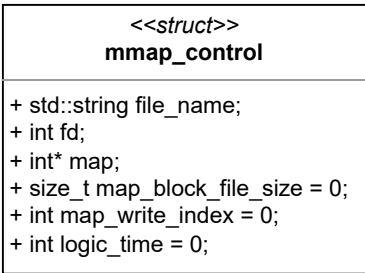 <<struct>>
mmap_control
+ std::string file_name;
+ int fd;
+ int* map;
+ size_t map_block_file_size = 0;
+ int map_write_index = 0;
+ int logic_time = 0;